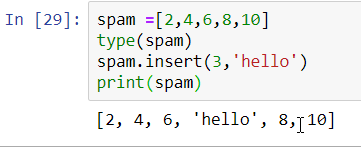 In [29]: spam =[2,4,6,8,10]
type(spam)
spam.insert(3,'hello')
print(spam)
[2, 4, 6, 'hello', 8, 10]